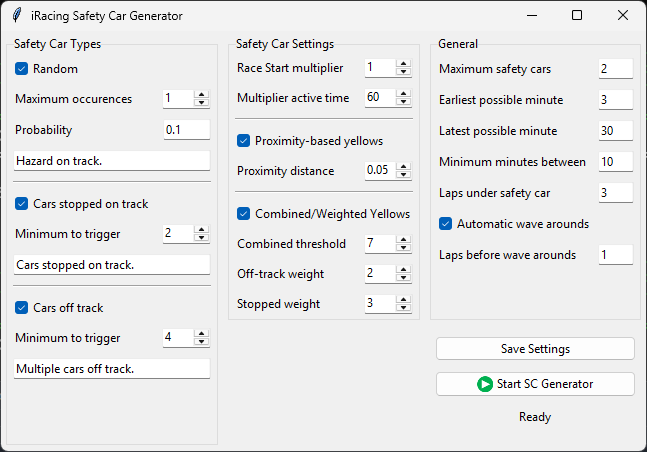 iRacing Safety Car Generator
Safety Car Types
Random
Maximum occurences 1
Probability 0.1
Hazard on track.
Cars stopped on track
Minimum to trigger 2
Cars stopped on track.
Cars off track
Minimum to trigger 4
Multiple cars off track.
Safety Car Settings
Race Start multiplier 1
Multiplier active time 60
Proximity-based yellows
Proximity distance 0.05
Combined/Weighted Yellows
Combined threshold 7
Off-track weight 2
Stopped weight 3
General
Maximum safety cars 2
Earliest possible minute 3
Latest possible minute 30
Minimum minutes between 10
Laps under safety car 3
Automatic wave arounds
Laps before wave arounds 1
Save Settings
Start SC Generator
Ready